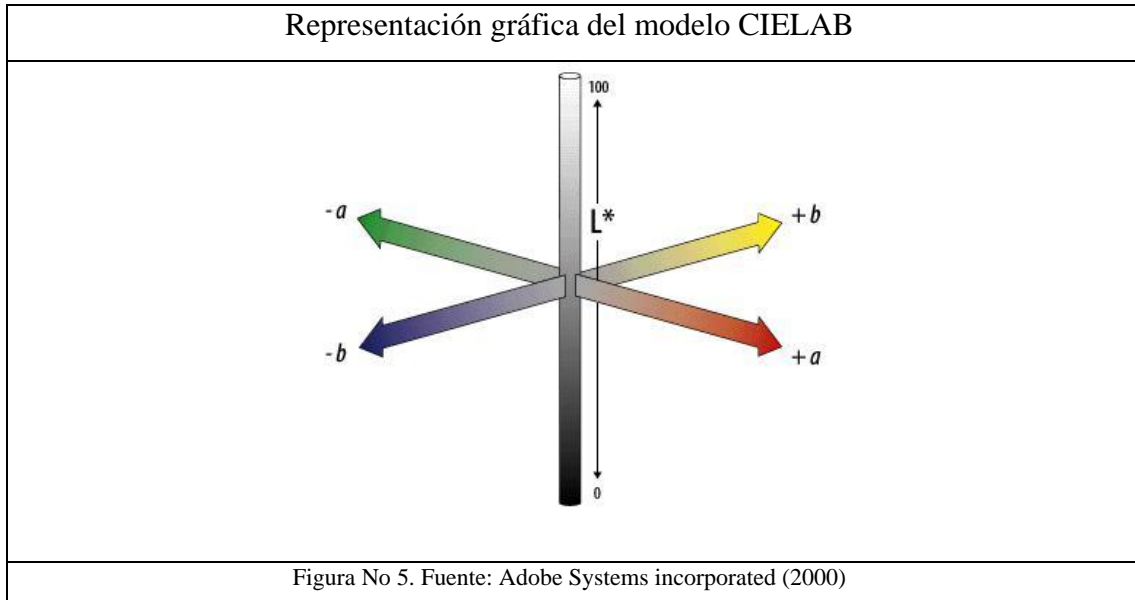 Representación gráfica del modelo CIELAB
100
-a
L*
+b
-b
+a
0
Figura No 5. Fuente: Adobe Systems incorporated (2000)